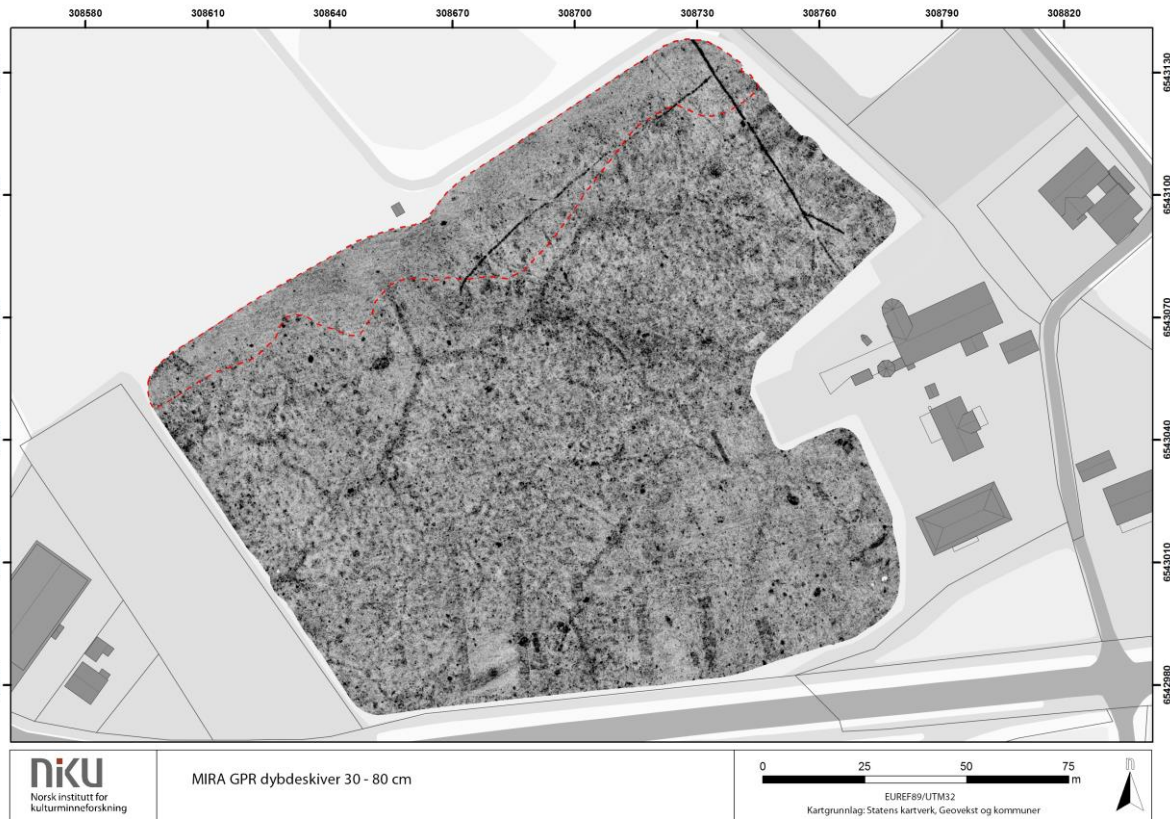 308580 308610 308640 308670 308700 308730 308760 308790 308820
6543130
6543100
6543070
6543040
6543010
6542980
niku
Norsk institutt for
kulturminneforskning
MIRA GPR dybdeskiver 30 - 80 cm
0 25 50 75
m
EUREF89/UTM32
Kartgrunnlag: Statens kartverk, Geovekst og kommuner
n